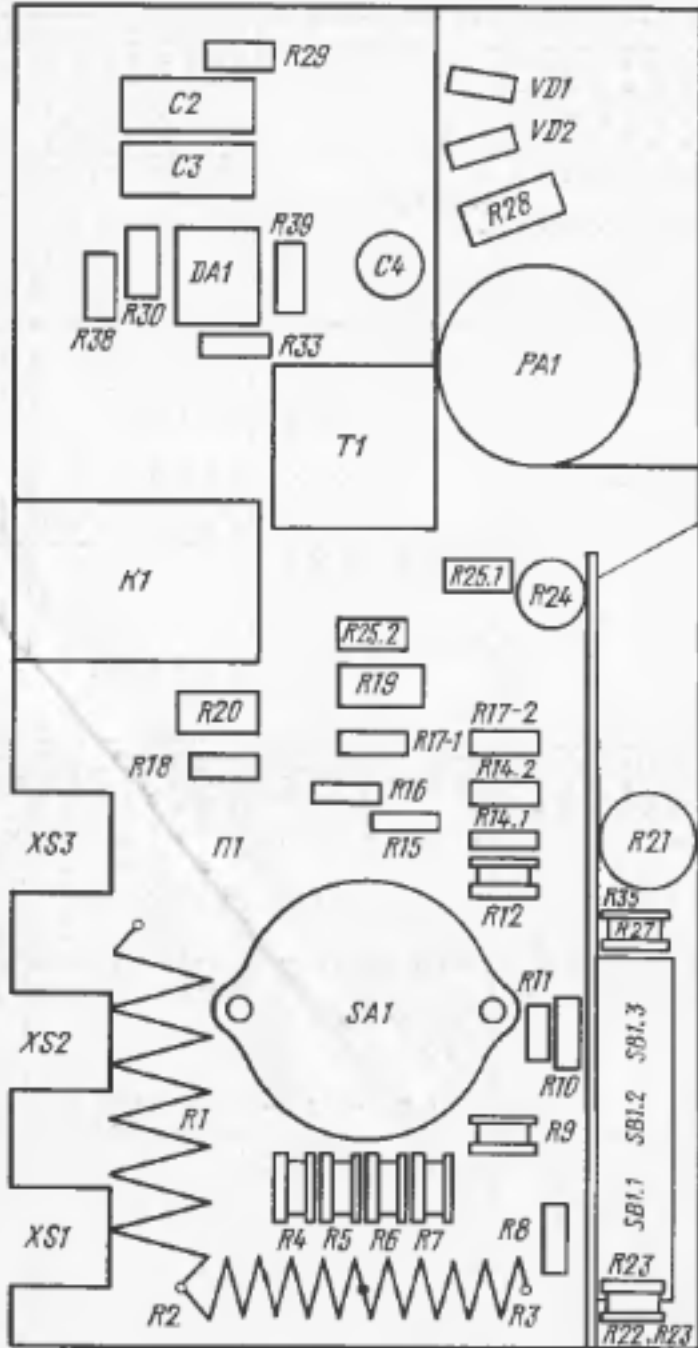 R29
VD1
C2
VD2
C3
R28
R39
DA1
C4
R30
R38
R33
PA1
T1
K1
R25.1
R24
R25.2
R19
R20
R17-2
R17-1
R18
R14.2
R16
R14.1
R15
XS3
П1
R21
R12
R35
R27
R11
SA1
SB1.3
XS2
R10
R1
R9
SB1.2
SB1.1
XS1
R8
R4 R5 R6 R7
R23
R2
R3
R22, R23